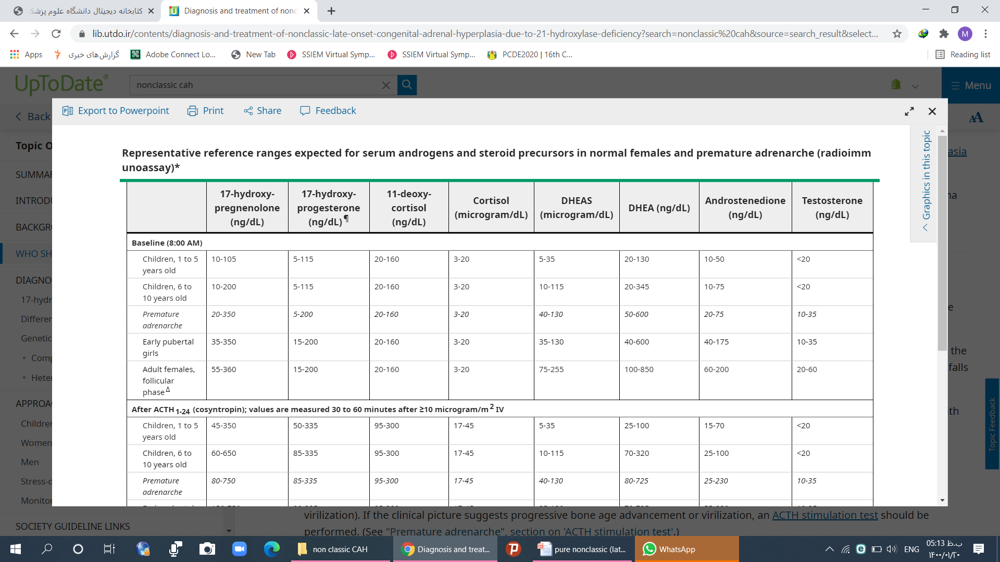 کتابخانه دیجیتال دانشگاه علوم پزشک
Diagnosis and treatment of nonc
lib.utdo.ir/contents/diagnosis-and-treatment-of-nonclassic-late-onset-congenital-adrenal-hyperplasia-due-to-21-hydroxylase-deficiency?search=nonclassic%20cah&source=search_result&select...
M
Apps
گزارش‌های خبری
Adobe Connect Lo...
New Tab
SSIEM Virtual Symp...
SSIEM Virtual Symp...
PCDE2020 | 16th C...
Reading list
UpToDate®
nonclassic cah
Menu
Back
Export to Powerpoint
Print
Share
Feedback
AA
Topic O
SUMMAR
INTRODU
BACKGRO
WHO SH
DIAGNO
17-hydr
Differen
Genetic
• Comp
• Heter
APPROA
Children
Women
Men
Stress-d
Monitor
SOCIETY GUIDELINE LINKS
Graphics in this topic
Representative reference ranges expected for serum androgens and steroid precursors in normal females and premature adrenarche (radioimm
unoassay)*
17-hydroxy-pregnenolone (ng/dL) 17-hydroxy-progesterone (ng/dL)¶ 11-deoxy-cortisol (ng/dL) Cortisol (microgram/dL) DHEAS (microgram/dL) DHEA (ng/dL) Androstenedione (ng/dL) Testosterone (ng/dL)
Baseline (8:00 AM)
Children, 1 to 5 years old 10-105 5-115 20-160 3-20 5-35 20-130 10-50 <20
Children, 6 to 10 years old 10-200 5-115 20-160 3-20 10-115 20-345 10-75 <20
Premature adrenarche 20-350 5-200 20-160 3-20 40-130 50-600 20-75 10-35
Early pubertal girls 35-350 15-200 20-160 3-20 35-130 40-600 40-175 10-35
Adult females, follicular phase Δ 55-360 15-200 20-160 3-20 75-255 100-850 60-200 20-60
After ACTH 1-24 (cosyntropin); values are measured 30 to 60 minutes after ≥10 microgram/m2 IV
Children, 1 to 5 years old 45-350 50-335 95-300 17-45 5-35 25-100 15-70 <20
Children, 6 to 10 years old 60-650 85-335 95-300 17-45 10-115 70-320 25-100 <20
Premature adrenarche 80-750 85-335 95-300 17-45 40-130 80-725 25-230 10-35
asia
na
e
the
falls
ith
Topic Feedback
virilization). If the clinical picture suggests progressive bone age advancement or virilization, an ACTH stimulation test should be
performed. (See "Premature adrenarche", section on 'ACTH stimulation test'.)
non classic CAH
Diagnosis and treat...
pure nonclassic (lat...
WhatsApp
ENG
05:13 ب.ظ
۱۴۰۰/۰۱/۲۰